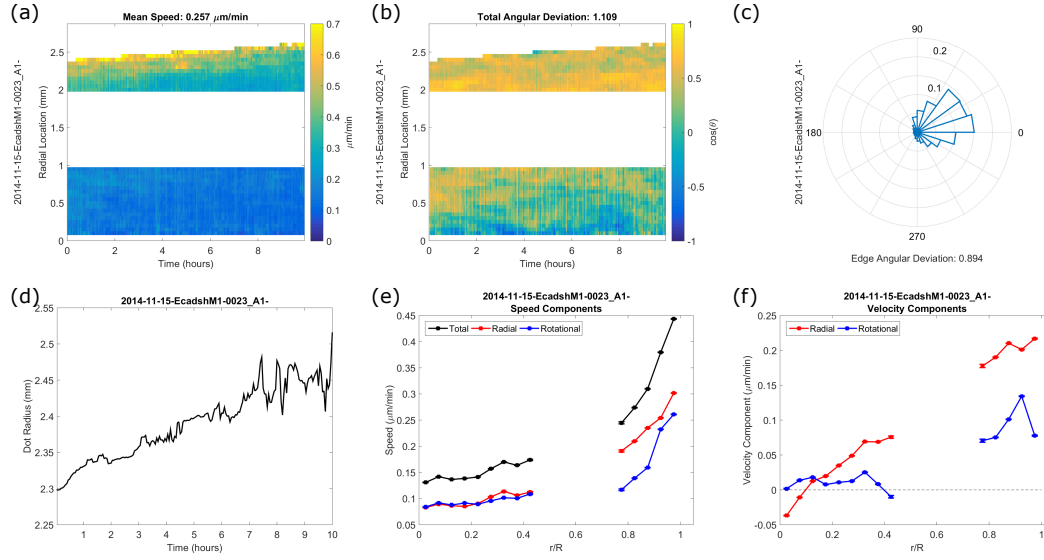 (a)
Mean Speed: 0.257 μm/min
2014-11-15-EcadshM1-0023_A1-
Radial Location (mm)
2.5
2
1.5
1
0.5
0
0 2 4 6 8
Time (hours)
0.7
0.6
0.5
0.4
0.3
0.2
0.1
0
μm/min
(b)
Total Angular Deviation: 1.109
2014-11-15-EcadshM1-0023_A1-
Radial Location (mm)
2.5
2
1.5
1
0.5
0
0 2 4 6 8
Time (hours)
1
0.5
0
-0.5
-1
cos(θ)
(c)
2014-11-15-EcadshM1-0023_A1-
90
0.2
0.1
180
0
270
Edge Angular Deviation: 0.894
(d)
2014-11-15-EcadshM1-0023_A1-
Dot Radius (mm)
2.55
2.5
2.45
2.4
2.35
2.3
2.25
1 2 3 4 5 6 7 8 9 10
Time (hours)
(e)
2014-11-15-EcadshM1-0023_A1-
Speed Components
Total Radial Rotational
Speed (μm/min)
0.45
0.4
0.35
0.3
0.25
0.2
0.15
0.1
0.05
0 0.2 0.4 0.6 0.8 1
r/R
(f)
2014-11-15-EcadshM1-0023_A1-
Velocity Components
Radial Rotational
Velocity Component (μm/min)
0.25
0.2
0.15
0.1
0.05
0
-0.05
0 0.2 0.4 0.6 0.8 1
r/R